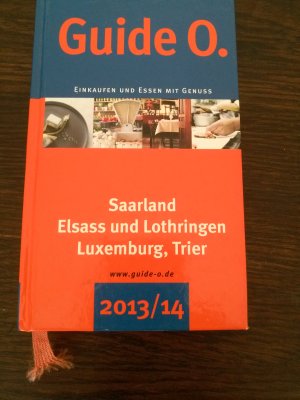 Guide O.
Einkaufen und Essen mit Genuss
Saarland
Elsass und Lothringen
Luxemburg, Trier
www.guide-o.de
2013/14